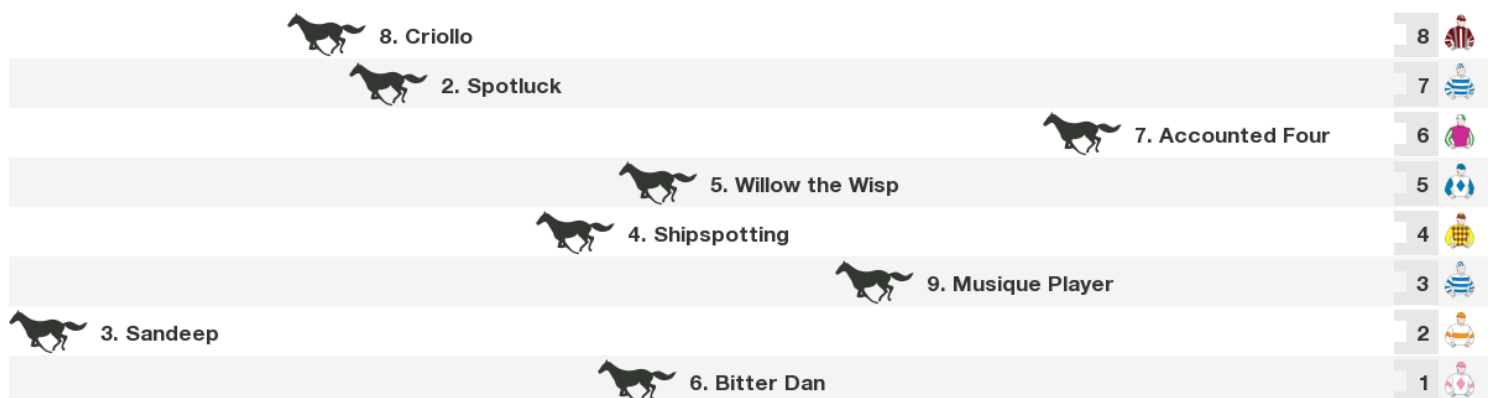 8. Criollo 8
2. Spotluck 7
7. Accounted Four 6
5. Willow the Wisp 5
4. Shipspotting 4
9. Musique Player 3
3. Sandeep 2
6. Bitter Dan 1